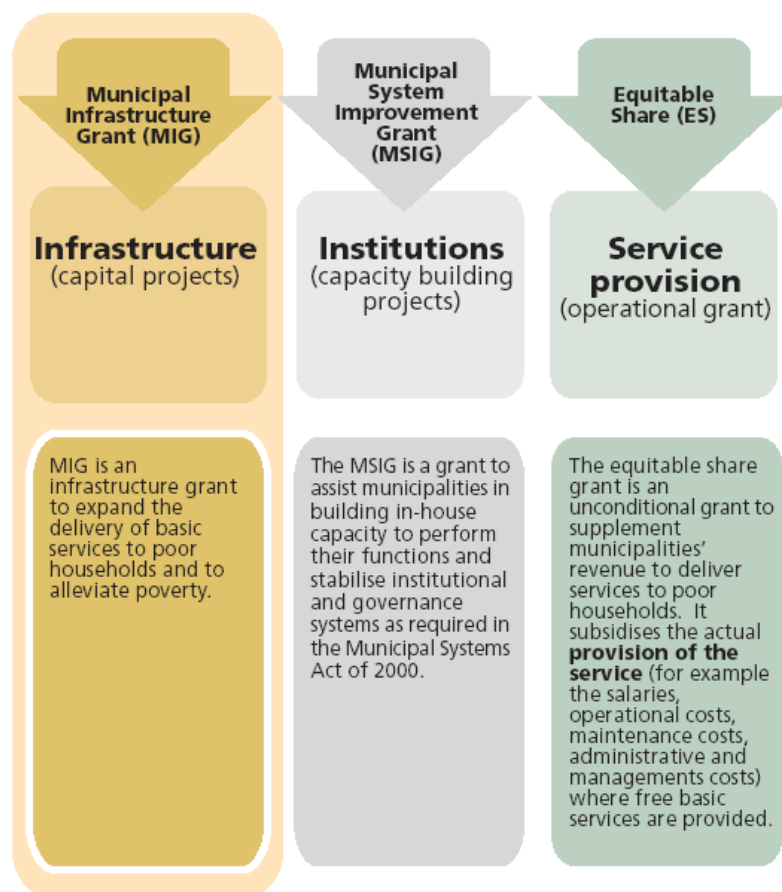 Municipal
Infrastructure
Grant (MIG)
Infrastructure
(capital projects)
MIG is an
infrastructure grant
to expand the
delivery of basic
services to poor
households and to
alleviate poverty.
Municipal
System
Improvement
Grant
(MSIG)
Institutions
(capacity building
projects)
The MSIG is a grant to
assist municipalities in
building in-house
capacity to perform
their functions and
stabilise institutional
and governance
systems as required in
the Municipal Systems
Act of 2000.
Equitable
Share (ES)
Service
provision
(operational grant)
The equitable share
grant is an
unconditional grant to
supplement
municipalities’
revenue to deliver
services to poor
households.  It
subsidises the actual
provision of the
service (for example
the salaries,
operational costs,
maintenance costs,
administrative and
managements costs)
where free basic
services are provided.